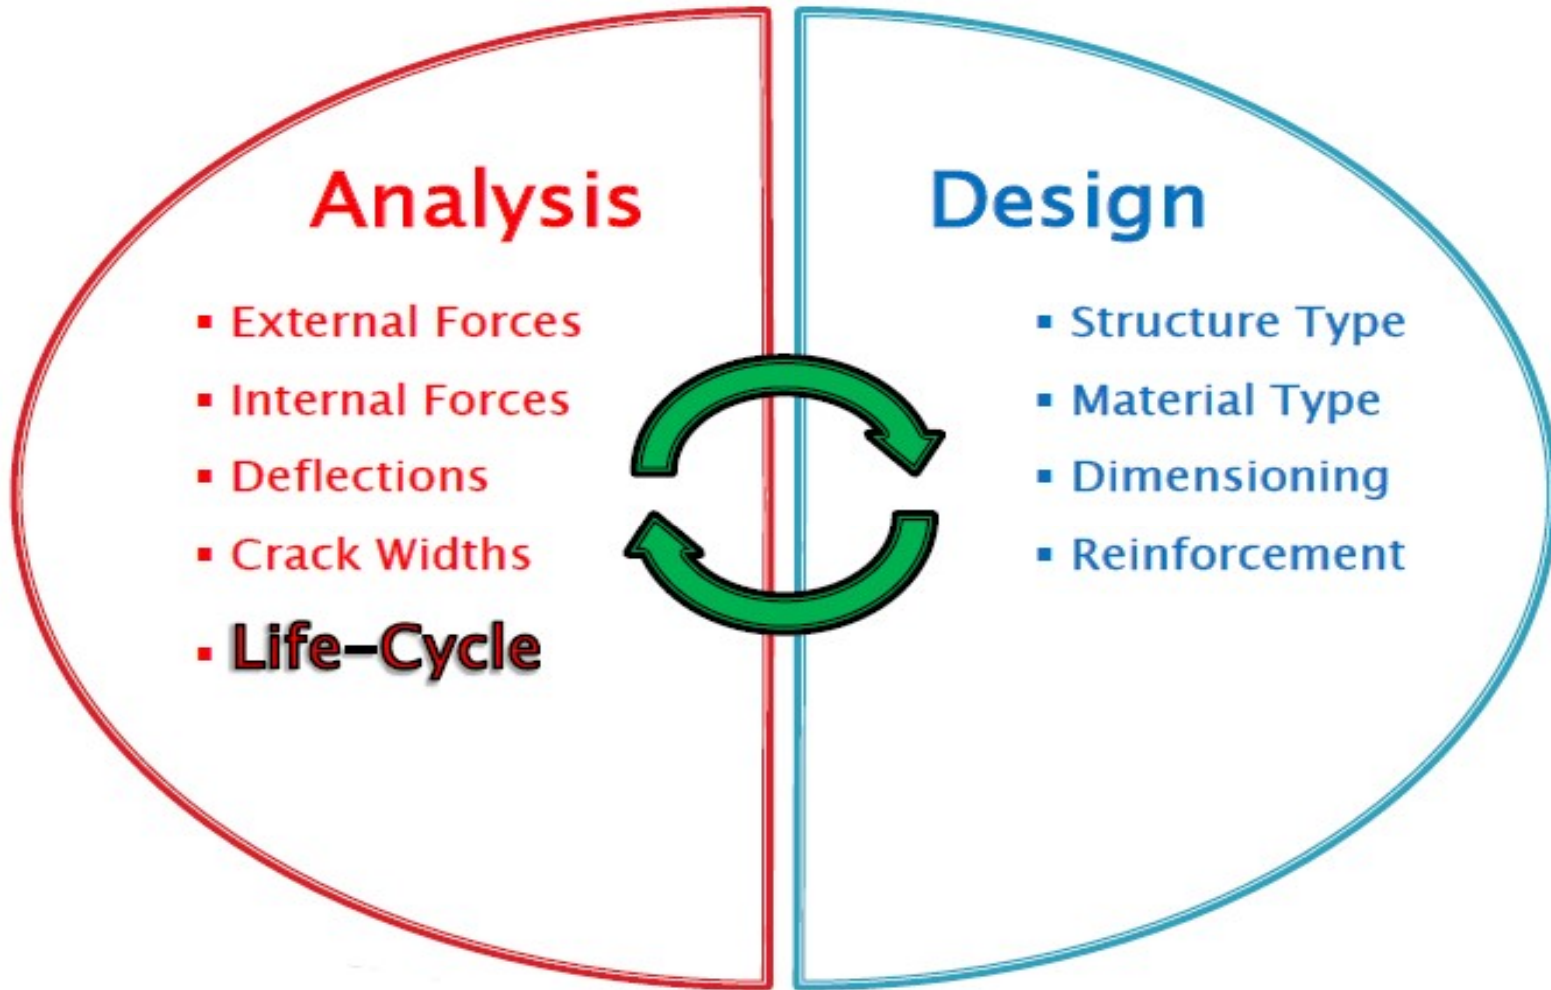 Analysis
▪ External Forces
▪ Internal Forces
▪ Deflections
▪ Crack Widths
▪ Life-Cycle
Design
▪ Structure Type
▪ Material Type
▪ Dimensioning
▪ Reinforcement